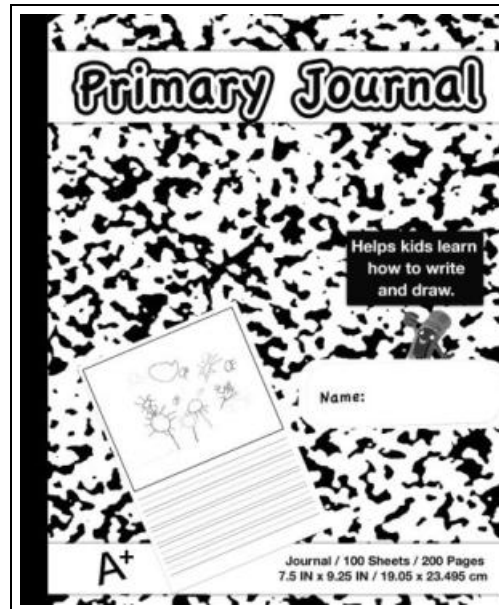 Primary Journal
Helps kids learn
how to write
and draw.
Name:
A+
Journal / 100 Sheets / 200 Pages
7.5 IN x 9.25 IN / 19.05 x 23.495 cm